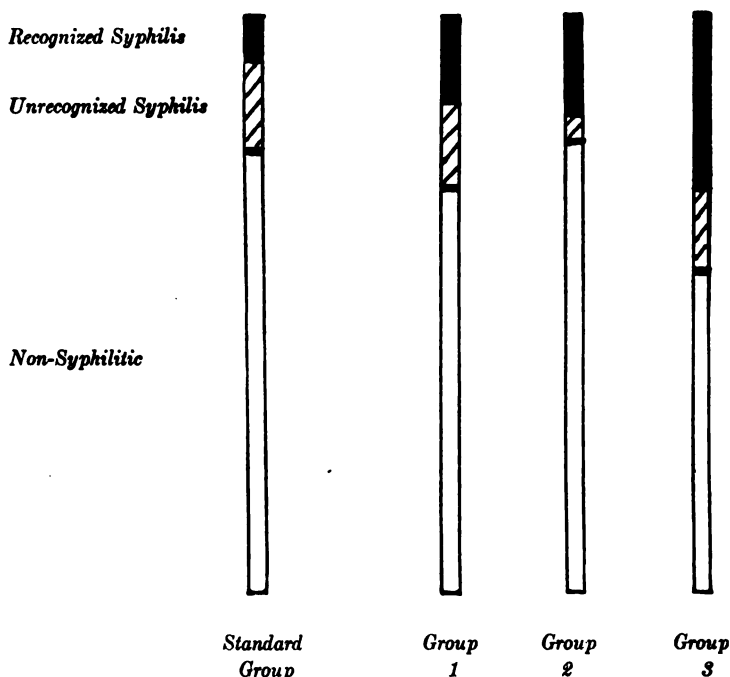 Recognized Syphilis
Unrecognized Syphilis
Non-Syphilitic
Standard Group
Group 1
Group 2
Group 3